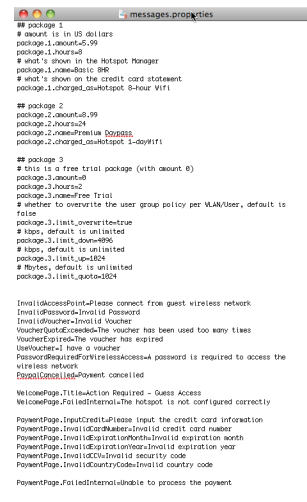 messages.properties
## package 1
# amount is in US dollars
package.1.amount=5.99
package.1.hours=8
# what's shown in the Hotspot Manager
package.1.name=Basic 8HR
# what's shown on the credit card statement
package.1.charged_as=Hotspot 8-hour Wifi
## package 2
package.2.amount=8.99
package.2.hours=24
package.2.name=Premium Daypass
package.2.charged_as=Hotspot 1-dayWifi
## package 3
# this is a free trial package (with amount 0)
package.3.amount=0
package.3.hours=2
package.3.name=Free Trial
# whether to overwrite the user group policy per VLAN/User, default is
false
package.3.limit_overwrite=true
# kbps, default is unlimited
package.3.limit_down=4096
# kbps, default is unlimited
package.3.limit_up=1024
# Mbytes, default is unlimited
package.3.limit_quota=1024
InvalidAccessPoint=Please connect from guest wireless network
InvalidPassword=Invalid Password
InvalidVoucher=Invalid Voucher
VoucherQuotaExceeded=The voucher has been used too many times
VoucherExpired=The voucher has expired
UseVoucher=I have a voucher
PasswordRequiredForWirelessAccess=A password is required to access the
wireless network
PaypalCancelled=Payment cancelled
WelcomePage.Title=Action Required - Guess Access
WelcomePage.FailedInternal=The hotspot is not configured correctly
PaymentPage.InputCredit=Please input the credit card information
PaymentPage.InvalidCardNumber=Invalid credit card number
PaymentPage.InvalidExpirationMonth=Invalid expiration month
PaymentPage.InvalidExpirationYear=Invalid expiration year
PaymentPage.InvalidCCV=Invalid security code
PaymentPage.InvalidCountryCode=Invalid country code
PaymentPage.FailedInternal=Unable to process the payment